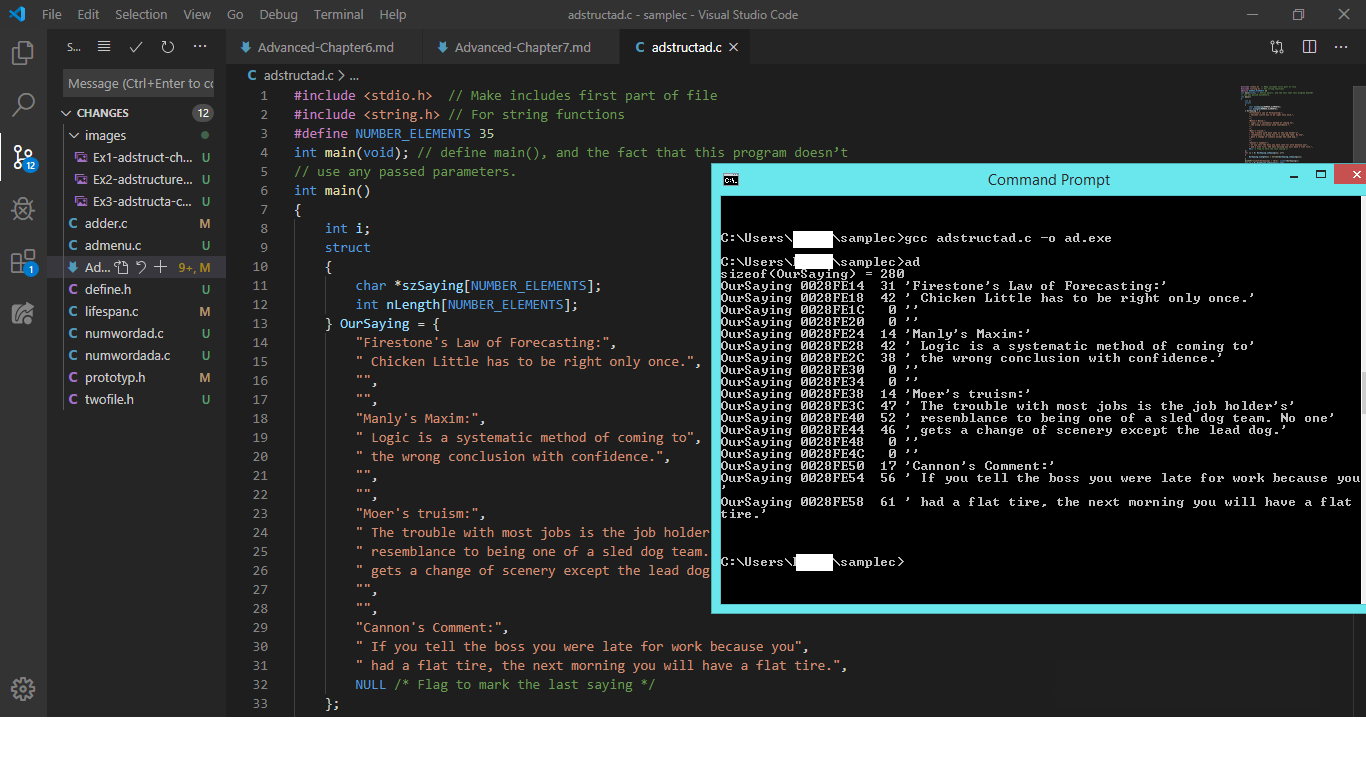 File Edit Selection View Go Debug Terminal Help adstructad.c - samplec - Visual Studio Code
S...
Advanced-Chapter6.md Advanced-Chapter7.md C adstructad.c
Message (Ctrl+Enter to co
CHANGES 12
images
Ex1-adstruct-ch... U
Ex2-adstructure... U
Ex3-adstructa-c... U
C adder.c M
C admenu.c U
Ad... 9+, M
C define.h U
C lifespan.c M
C numwordad.c U
C numwordada.c U
C prototyp.h M
C twofile.h U
12
1
C adstructad.c > ...
1 #include <stdio.h> // Make includes first part of file
2 #include <string.h> // For string functions
3 #define NUMBER_ELEMENTS 35
4 int main(void); // define main(), and the fact that this program doesn’t
5 // use any passed parameters.
6 int main()
7 {
8 int i;
9 struct
10 {
11 char *szSaying[NUMBER_ELEMENTS];
12 int nLength[NUMBER_ELEMENTS];
13 } OurSaying = {
14 "Firestone's Law of Forecasting:",
15 " Chicken Little has to be right only once.",
16 "",
17 "",
18 "Manly's Maxim:",
19 " Logic is a systematic method of coming to",
20 " the wrong conclusion with confidence.",
21 "",
22 "",
23 "Moer's truism:",
24 " The trouble with most jobs is the job holder
25 " resemblance to being one of a sled dog team.
26 " gets a change of scenery except the lead dog
27 "",
28 "",
29 "Cannon's Comment:",
30 " If you tell the boss you were late for work because you",
31 " had a flat tire, the next morning you will have a flat tire.",
32 NULL /* Flag to mark the last saying */
33 };
C:\. Command Prompt
C:\Users\ \samplec>gcc adstructad.c -o ad.exe
C:\Users\ \samplec>ad
sizeof(OurSaying) = 280
OurSaying 0028FE14 31 'Firestone's Law of Forecasting:'
OurSaying 0028FE18 42 ' Chicken Little has to be right only once.'
OurSaying 0028FE1C 0 ''
OurSaying 0028FE20 0 ''
OurSaying 0028FE24 14 'Manly's Maxim:'
OurSaying 0028FE28 42 ' Logic is a systematic method of coming to'
OurSaying 0028FE2C 38 ' the wrong conclusion with confidence.'
OurSaying 0028FE30 0 ''
OurSaying 0028FE34 0 ''
OurSaying 0028FE38 14 'Moer's truism:'
OurSaying 0028FE3C 47 ' The trouble with most jobs is the job holder's'
OurSaying 0028FE40 52 ' resemblance to being one of a sled dog team. No one'
OurSaying 0028FE44 46 ' gets a change of scenery except the lead dog.'
OurSaying 0028FE48 0 ''
OurSaying 0028FE4C 0 ''
OurSaying 0028FE50 17 'Cannon's Comment:'
OurSaying 0028FE54 56 ' If you tell the boss you were late for work because you
'
OurSaying 0028FE58 61 ' had a flat tire, the next morning you will have a flat
tire.'
C:\Users\ \samplec>